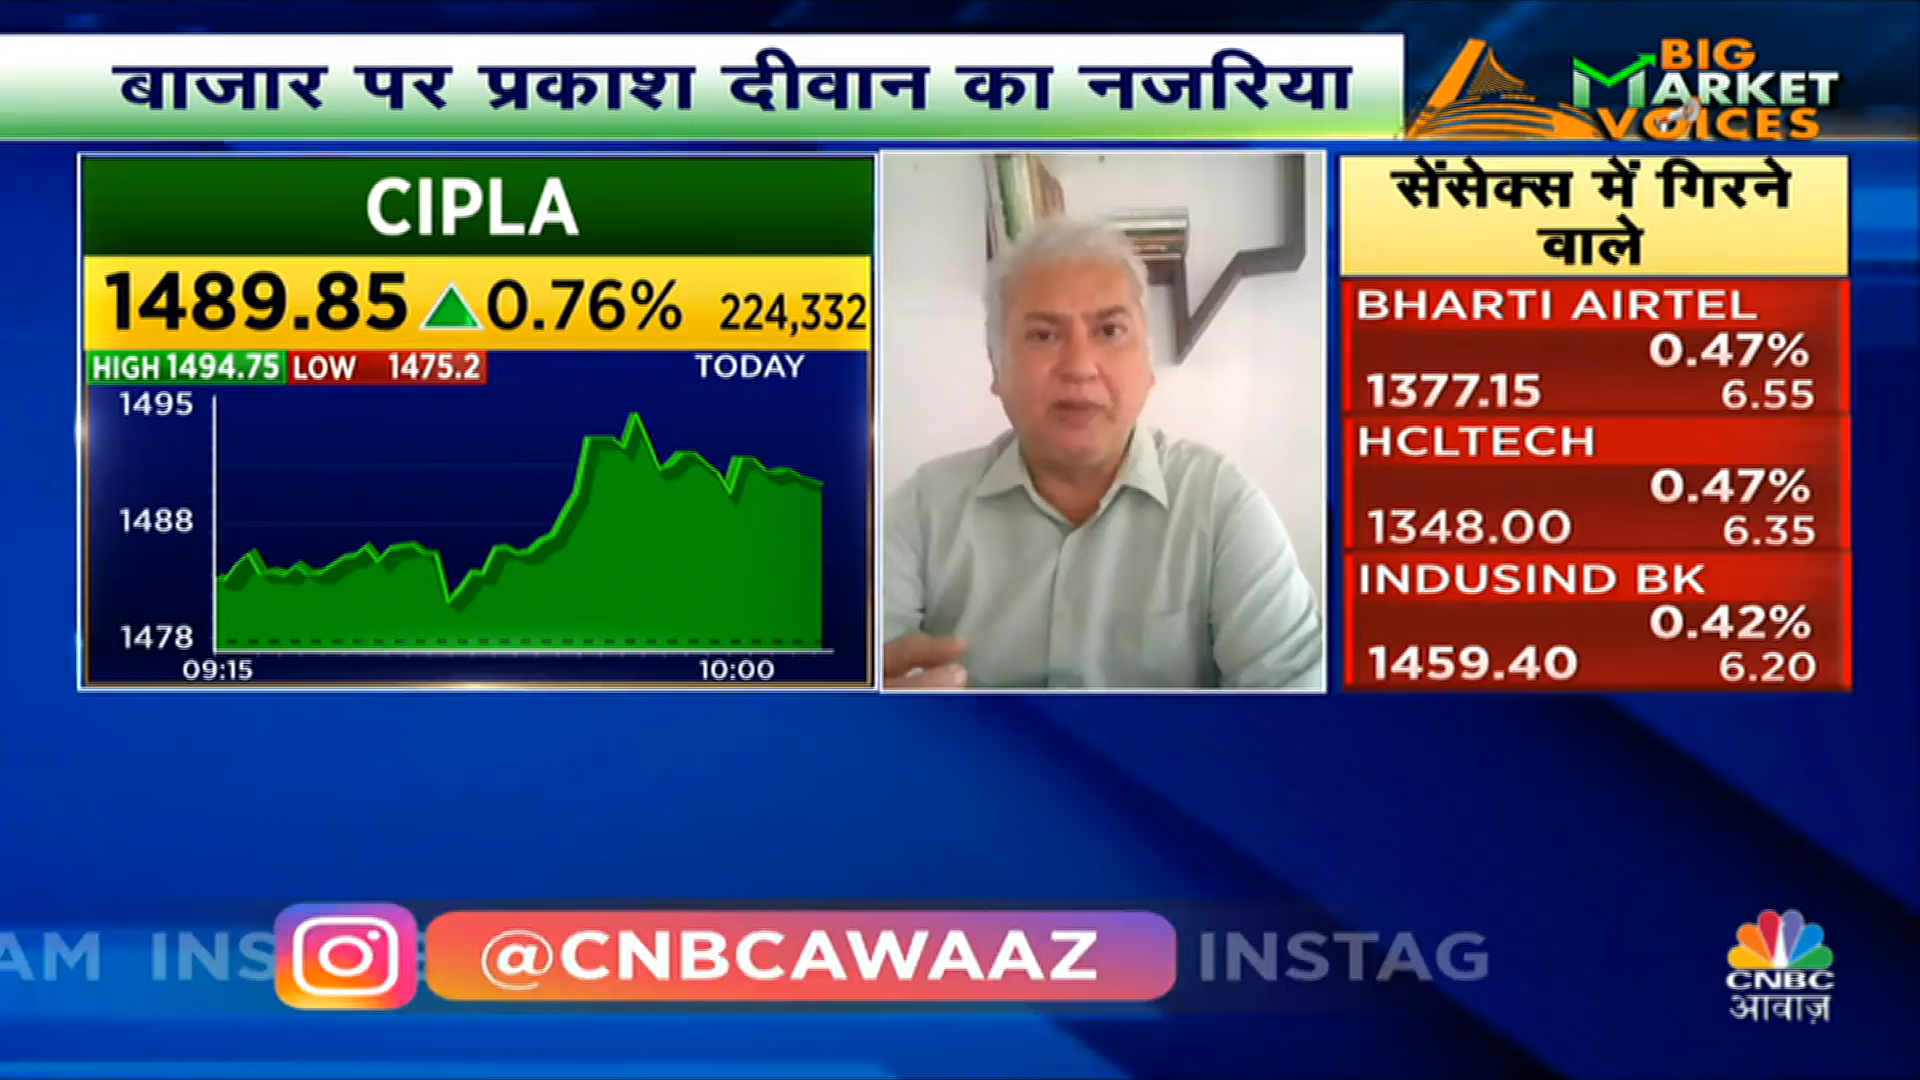 बाजार पर प्रकाश दीवान का नजरिया
BIG
MARKET
VOICES
CIPLA
1489.85 0.76% 224,332
HIGH 1494.75 LOW 1475.2 TODAY
1495
1488
1478
09:15 10:00
सेंसेक्स में गिरने
वाले
BHARTI AIRTEL
0.47%
1377.15 6.55
HCLTECH
0.47%
1348.00 6.35
INDUSIND BK
0.42%
1459.40 6.20
AM INS @CNBCAWAAZ INSTAG
CNBC
आवाज़